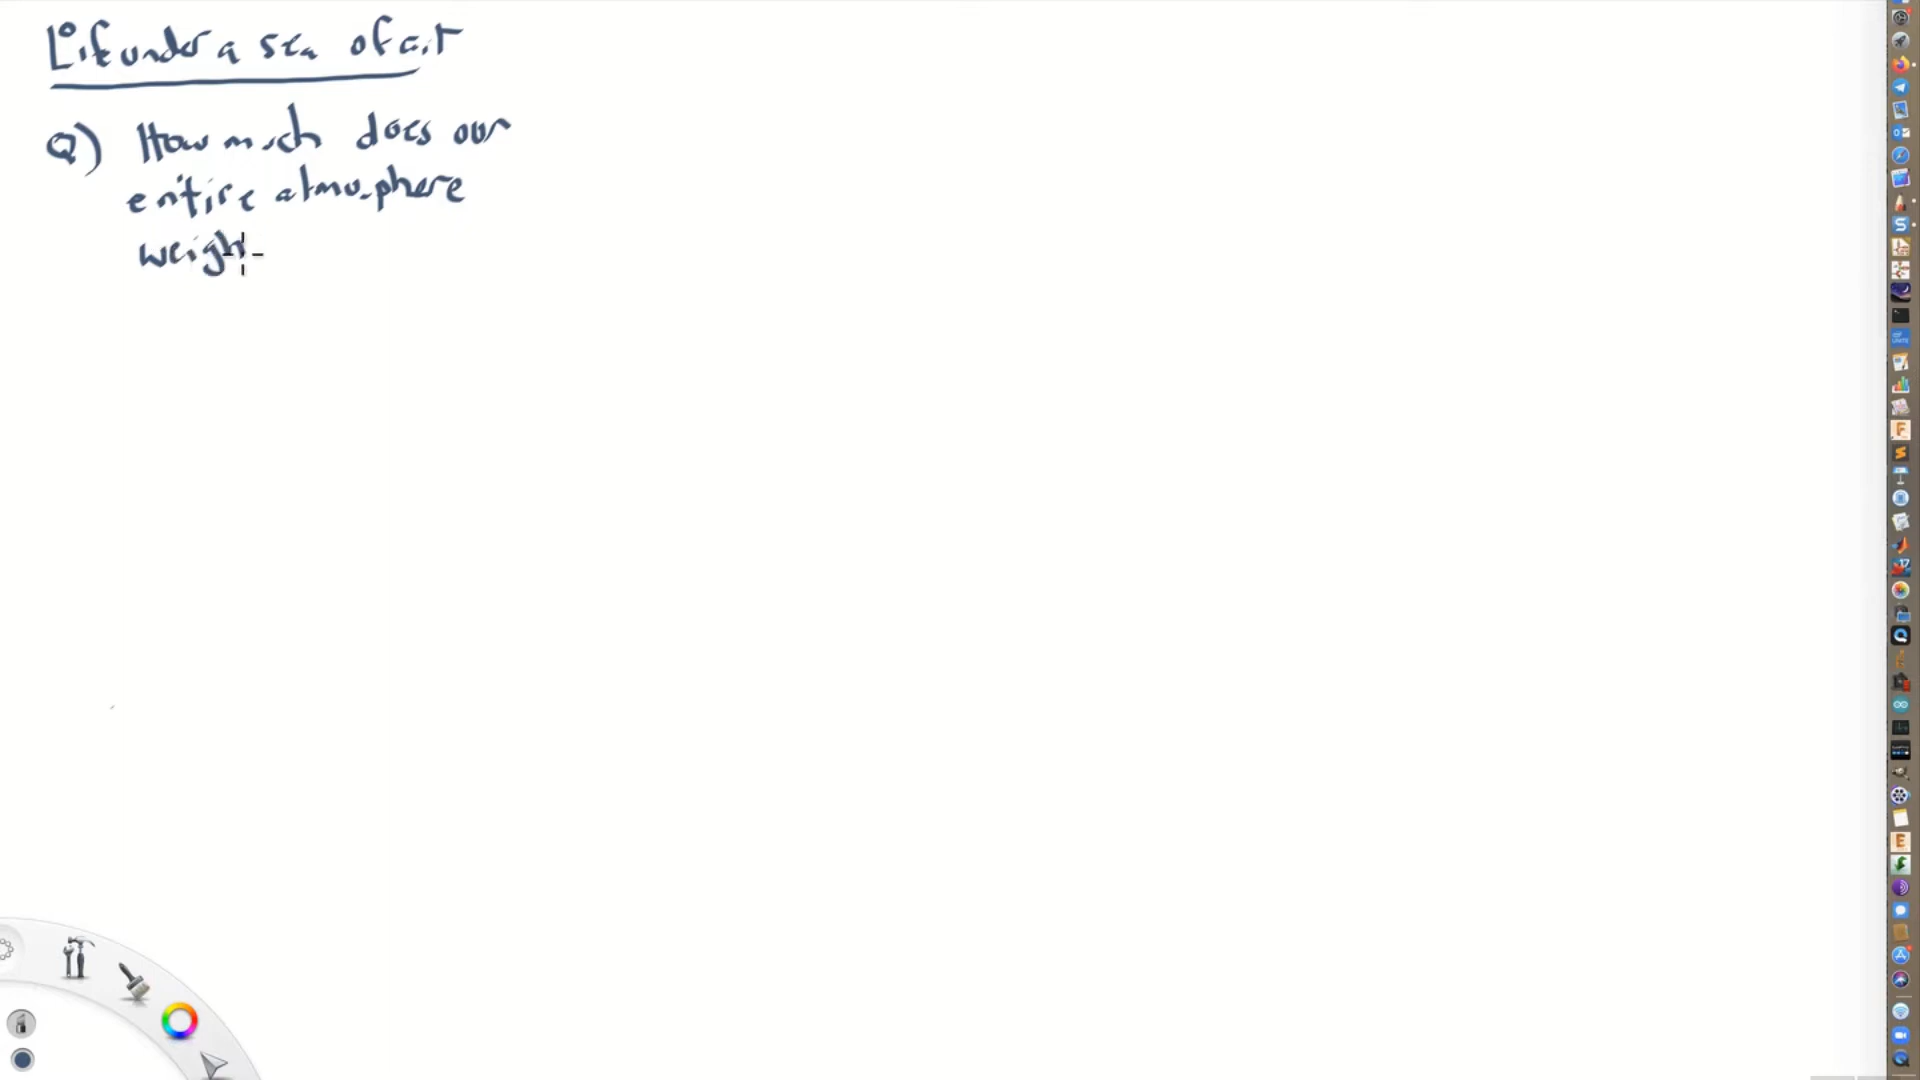 Life under a sea of air
Q) How much does our
entire atmosphere
weigh